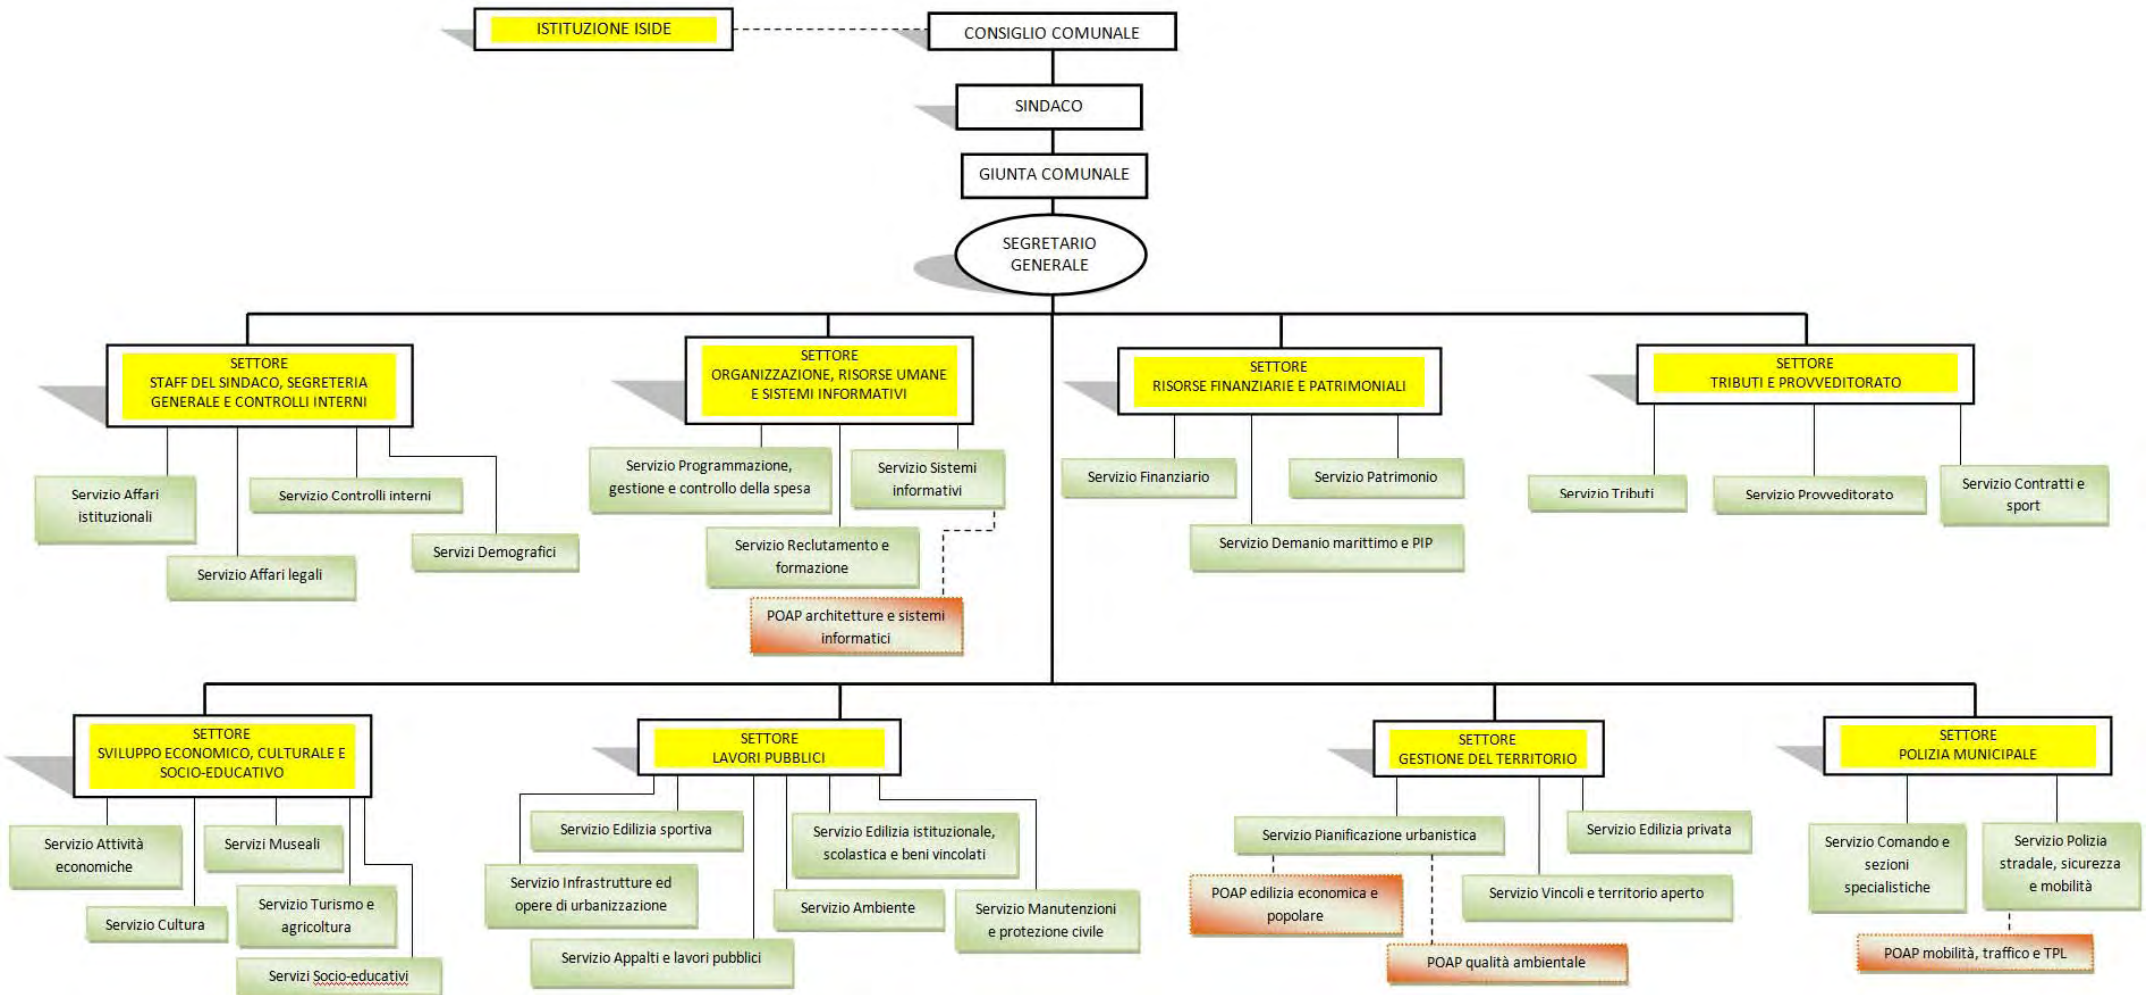 ISTITUZIONE ISIDE
CONSIGLIO COMUNALE
SINDACO
GIUNTA COMUNALE
SEGRETARIO
GENERALE
SETTORE
STAFF DEL SINDACO, SEGRETERIA
GENERALE E CONTROLLI INTERNI
SETTORE
ORGANIZZAZIONE, RISORSE UMANE
E SISTEMI INFORMATIVI
SETTORE
RISORSE FINANZIARIE E PATRIMONIALI
SETTORE
TRIBUTI E PROVVEDITORATO
Servizio Affari
istituzionali
Servizio Affari legali
Servizio Controlli interni
Servizi Demografici
Servizio Programmazione,
gestione e controllo della spesa
Servizio Reclutamento e
formazione
Servizio Sistemi
informativi
POAP architetture e sistemi
informatici
Servizio Finanziario
Servizio Demanio marittimo e PIP
Servizio Patrimonio
Servizio Tributi
Servizio Provveditorato
Servizio Contratti e
sport
SETTORE
SVILUPPO ECONOMICO, CULTURALE E
SOCIO-EDUCATIVO
SETTORE
LAVORI PUBBLICI
SETTORE
GESTIONE DEL TERRITORIO
SETTORE
POLIZIA MUNICIPALE
Servizio Attività
economiche
Servizio Cultura
Servizi Museali
Servizio Turismo e
agricoltura
Servizi Socio-educativi
Servizio Edilizia sportiva
Servizio Infrastrutture ed
opere di urbanizzazione
Servizio Appalti e lavori pubblici
Servizio Ambiente
Servizio Edilizia istituzionale,
scolastica e beni vincolati
Servizio Manutenzioni
e protezione civile
Servizio Pianificazione urbanistica
POAP edilizia economica e
popolare
POAP qualità ambientale
Servizio Vincoli e territorio aperto
Servizio Edilizia privata
Servizio Comando e
sezioni
specialistiche
Servizio Polizia
stradale, sicurezza
e mobilità
POAP mobilità, traffico e TPL